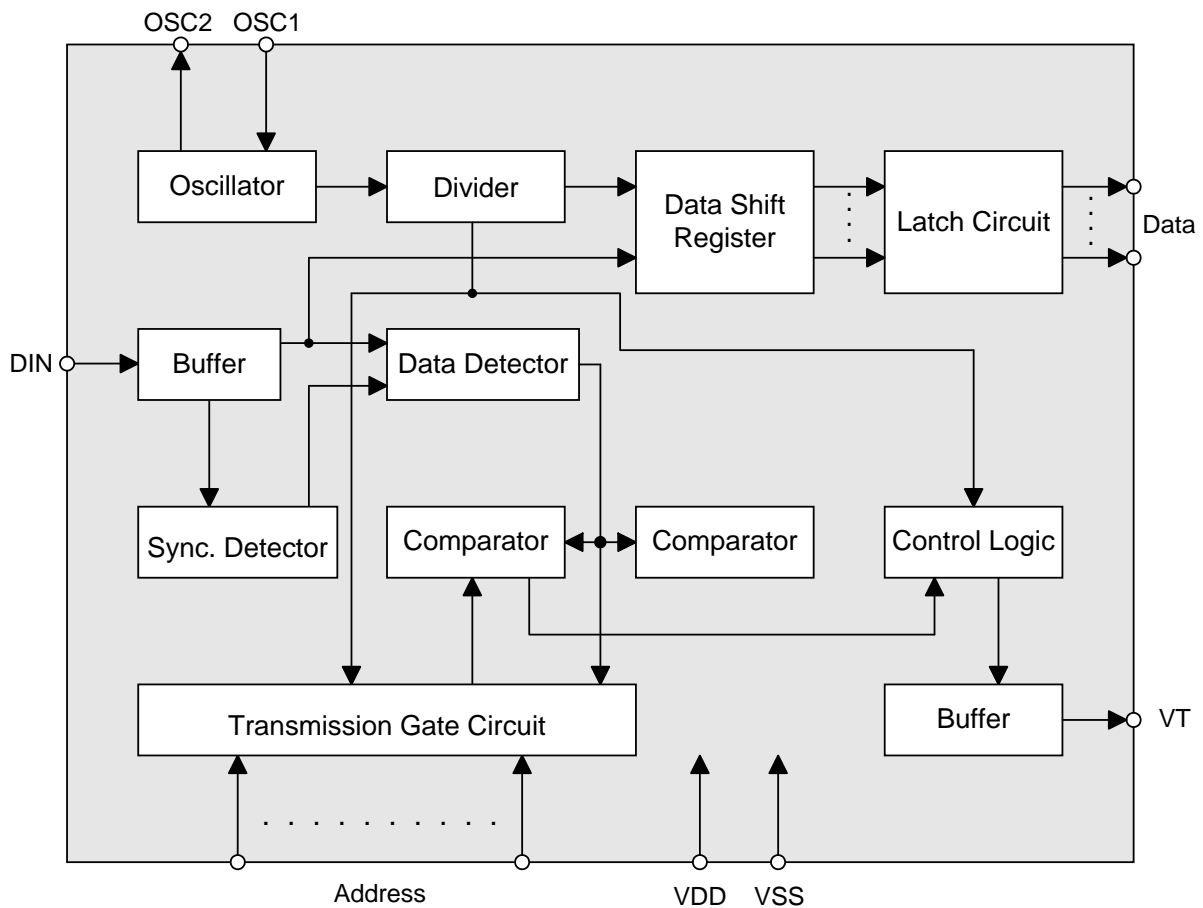 OSC2 OSC1
Oscillator
Divider
Data Shift
Register
Latch Circuit
Data
DIN
Buffer
Data Detector
Sync. Detector
Comparator
Comparator
Control Logic
Transmission Gate Circuit
Buffer
VT
Address
VDD VSS